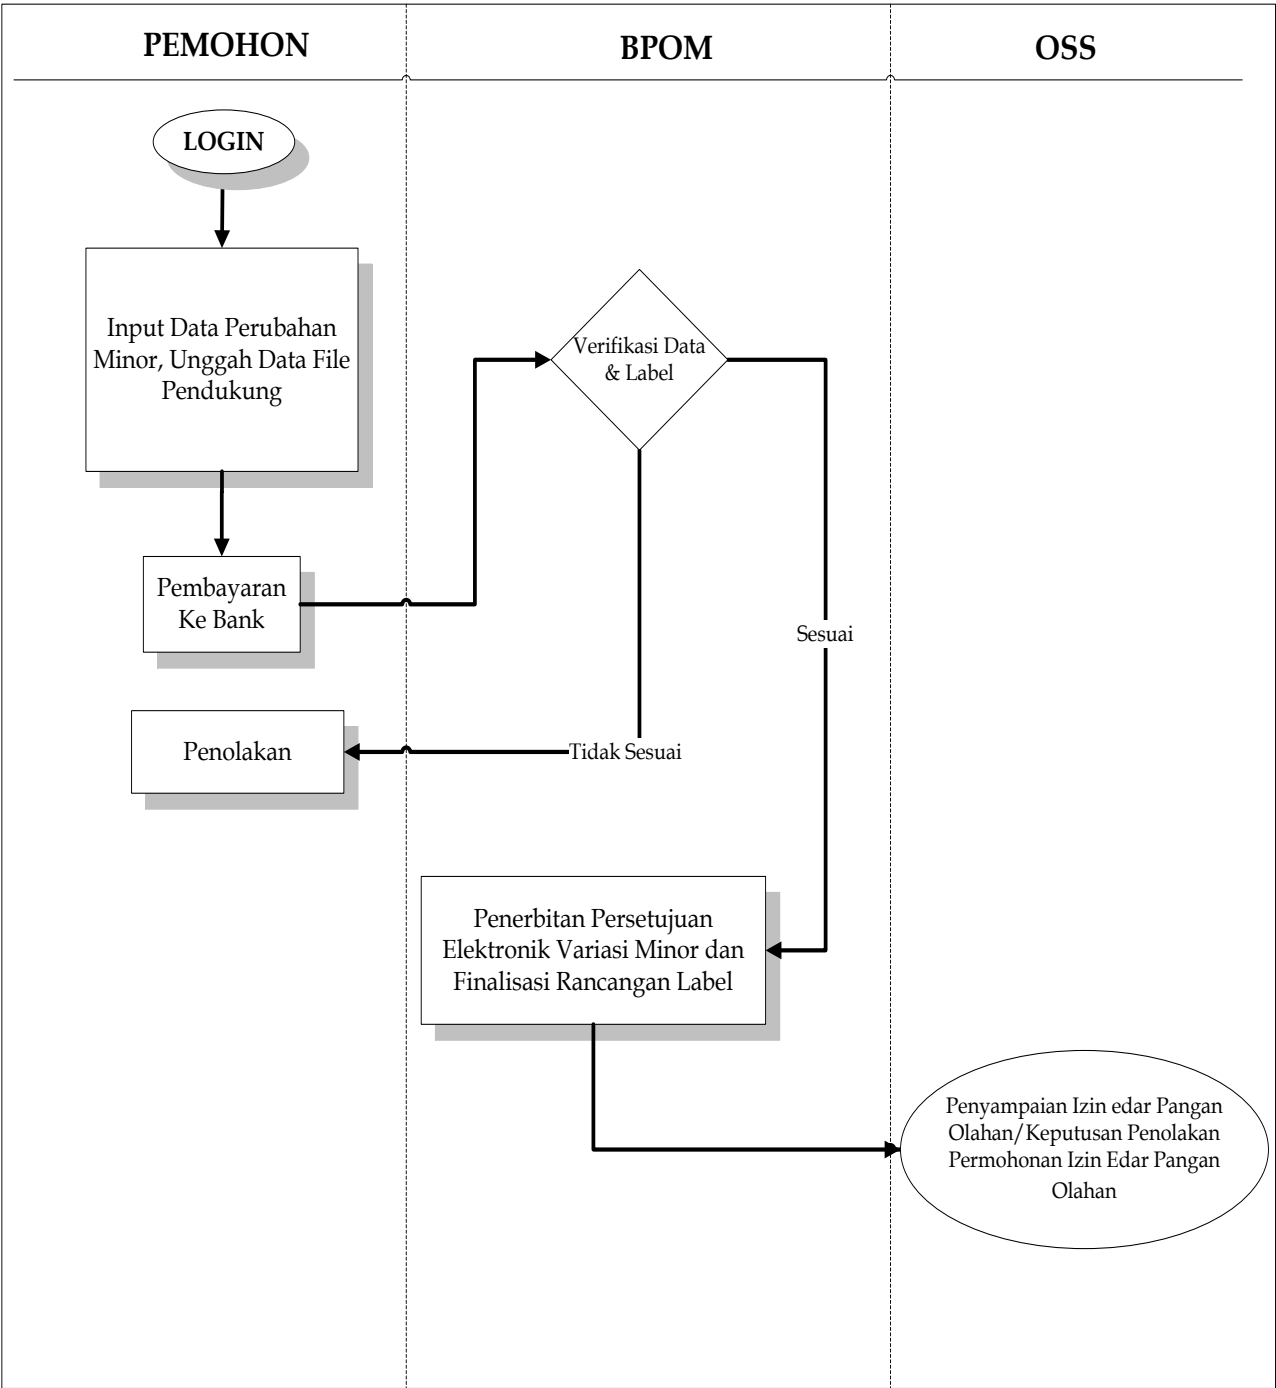 PEMOHON
BPOM
OSS
LOGIN
Input Data Perubahan
Minor, Unggah Data File
Pendukung
Verifikasi Data
& Label
Pembayaran
Ke Bank
Sesuai
Penolakan
Tidak Sesuai
Penerbitan Persetujuan
Elektronik Variasi Minor dan
Finalisasi Rancangan Label
Penyampaian Izin edar Pangan
Olahan/Keputusan Penolakan
Permohonan Izin Edar Pangan
Olahan